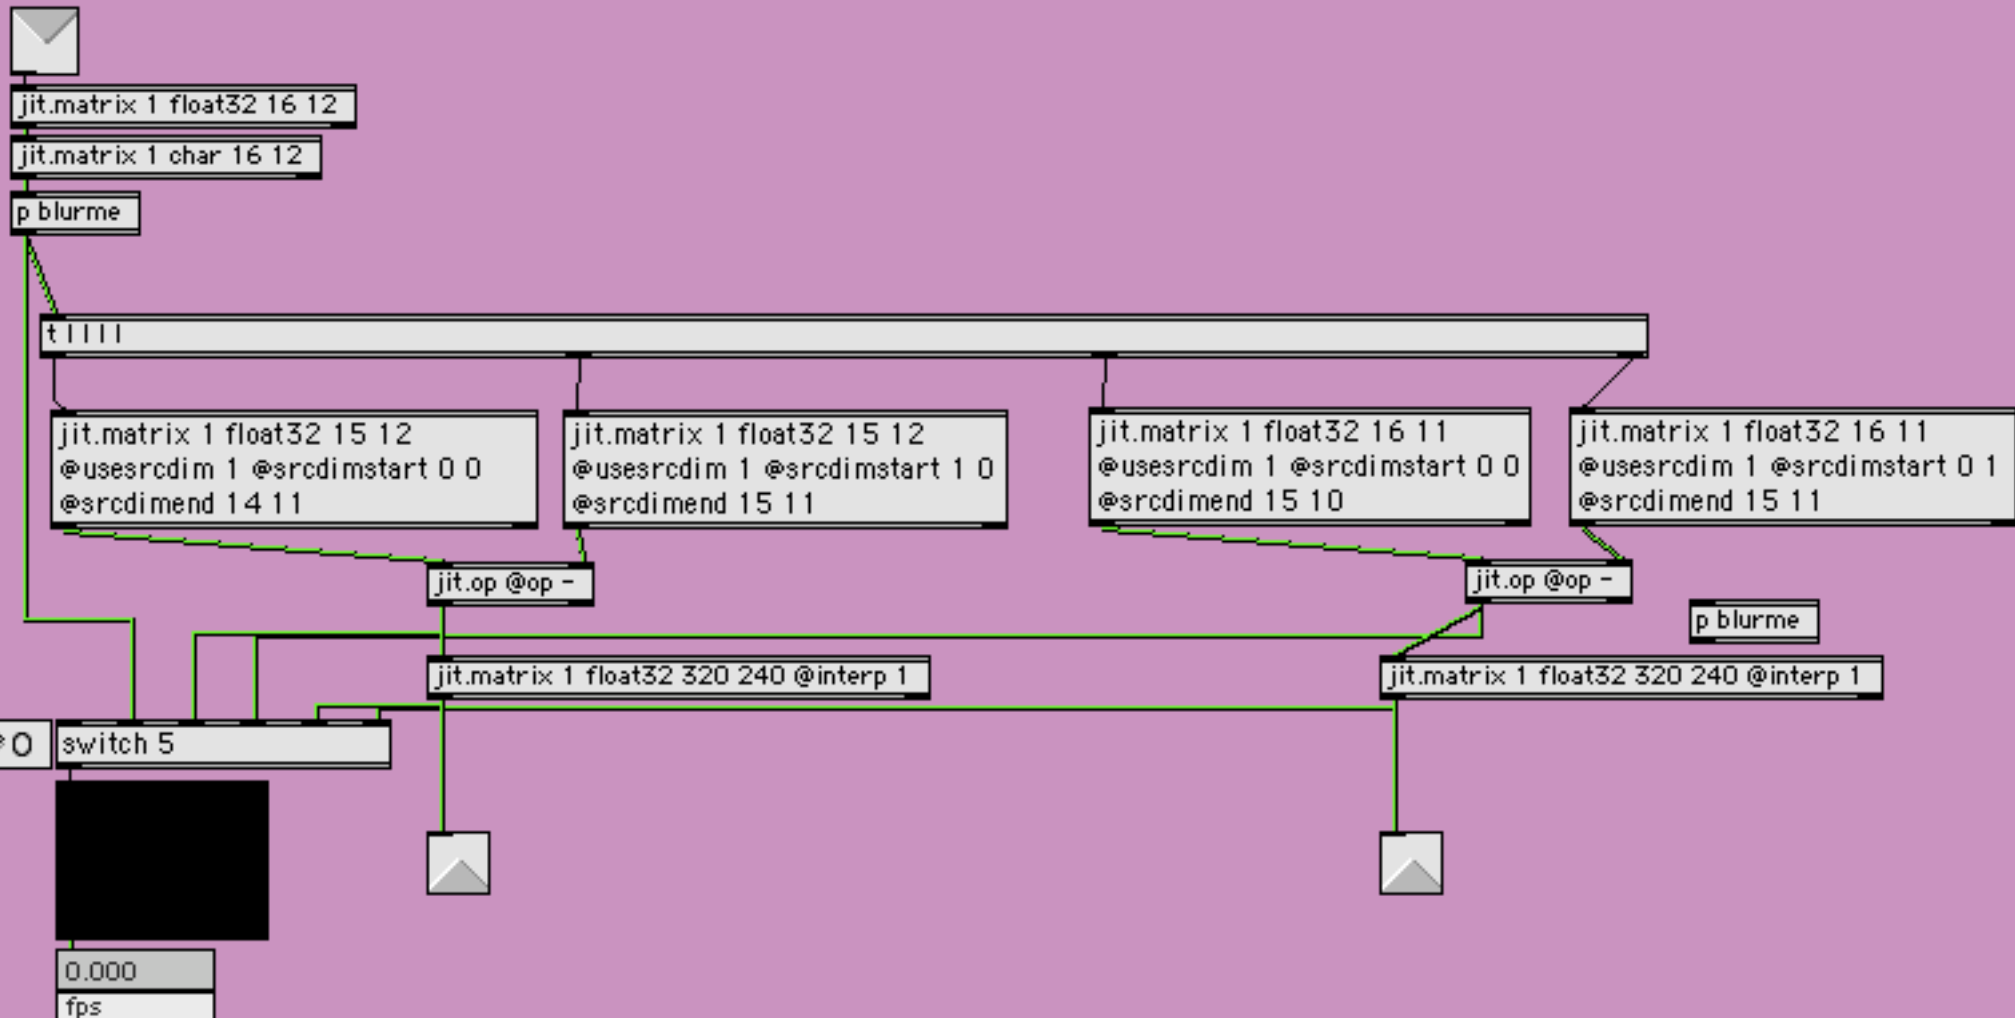 jit.matrix 1 float32 16 12
jit.matrix 1 char 16 12
p blurme
t l l l l
jit.matrix 1 float32 15 12
@usesrcdim 1 @srcdimstart 0 0
@srcdimend 14 11
jit.matrix 1 float32 15 12
@usesrcdim 1 @srcdimstart 1 0
@srcdimend 15 11
jit.matrix 1 float32 16 11
@usesrcdim 1 @srcdimstart 0 0
@srcdimend 15 10
jit.matrix 1 float32 16 11
@usesrcdim 1 @srcdimstart 0 1
@srcdimend 15 11
jit.op @op -
jit.op @op -
p blurme
jit.matrix 1 float32 320 240 @interp 1
jit.matrix 1 float32 320 240 @interp 1
0
switch 5
0.000
fps